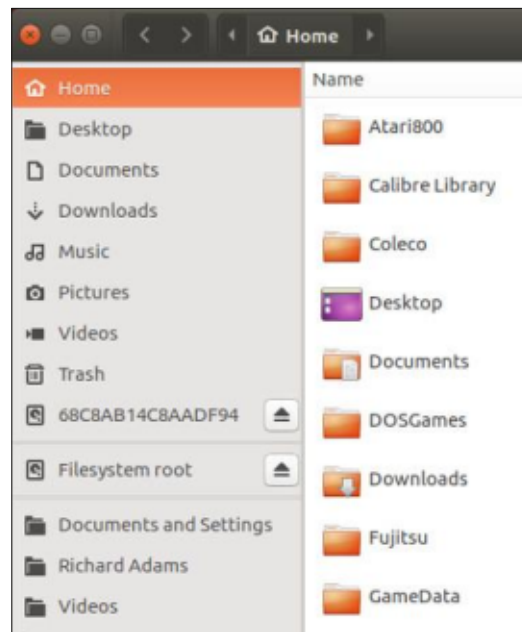 Home
Home
Desktop
Documents
Downloads
Music
Pictures
Videos
Trash
68C8AB14C8AADF94
Filesystem root
Documents and Settings
Richard Adams
Videos
Name
Atari800
Calibre Library
Coleco
Desktop
Documents
DOSGames
Downloads
Fujitsu
GameData